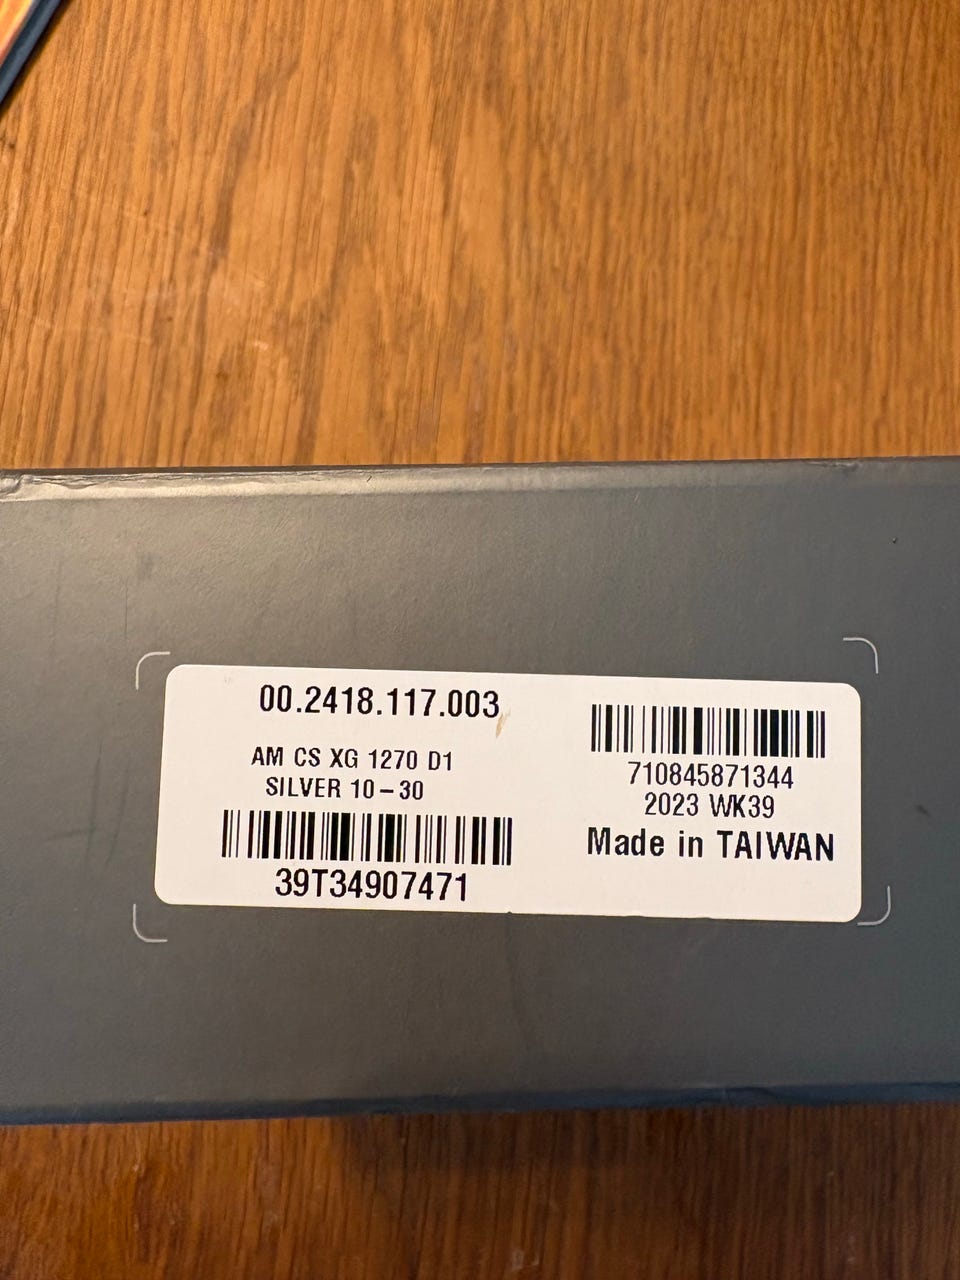 00.2418.117.003
AM CS XG 1270 D1
SILVER 10-30
39T34907471
710845871344
2023 WK39
Made in TAIWAN